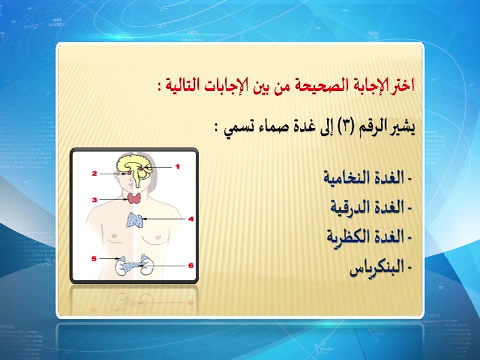 اختر الإجابة الصحيحة من بين الإجابات التالية :
يشير الرقم (٣) إلى غدة صماء تسمي :
- الغدة النخامية
- الغدة الدرقية
- الغدة الكظرية
- البنكرياس
1
2
3
4
5
6